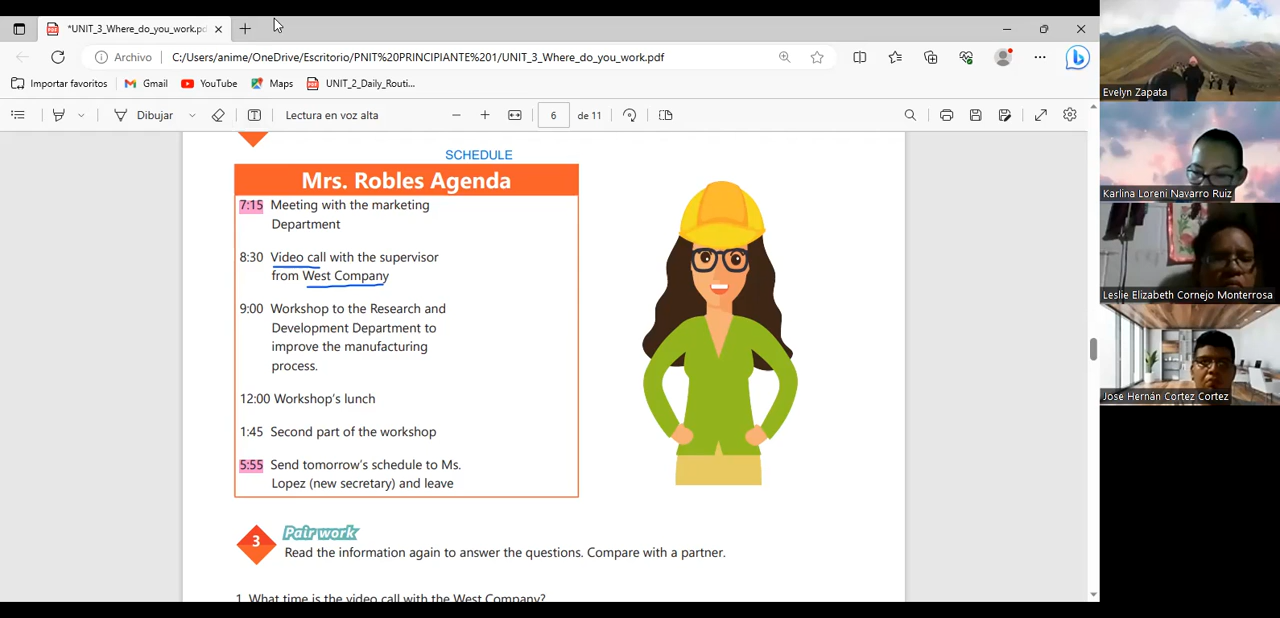 *UNIT_3_Where_do_you_work.pd
Archivo
C:/Users/anime/OneDrive/Escritorio/PNIT%20PRINCIPIANTE%201/UNIT_3_Where_do_you_work.pdf
Importar favoritos
Gmail
YouTube
Maps
UNIT_2_Daily_Routi...
Dibujar
Lectura en voz alta
6
de 11
SCHEDULE
Mrs. Robles Agenda
7:15 Meeting with the marketing
Department
8:30 Video call with the supervisor
from West Company
9:00 Workshop to the Research and
Development Department to
improve the manufacturing
process.
12:00 Workshop's lunch
1:45 Second part of the workshop
5:55 Send tomorrow's schedule to Ms.
Lopez (new secretary) and leave
3
Pair work
Read the information again to answer the questions. Compare with a partner.
1. What time is the video call with the West Company?
Evelyn Zapata
Karlina Loreni Navarro Ruiz
Leslie Elizabeth Cornejo Monterrosa
Jose Hernán Cortez Cortez